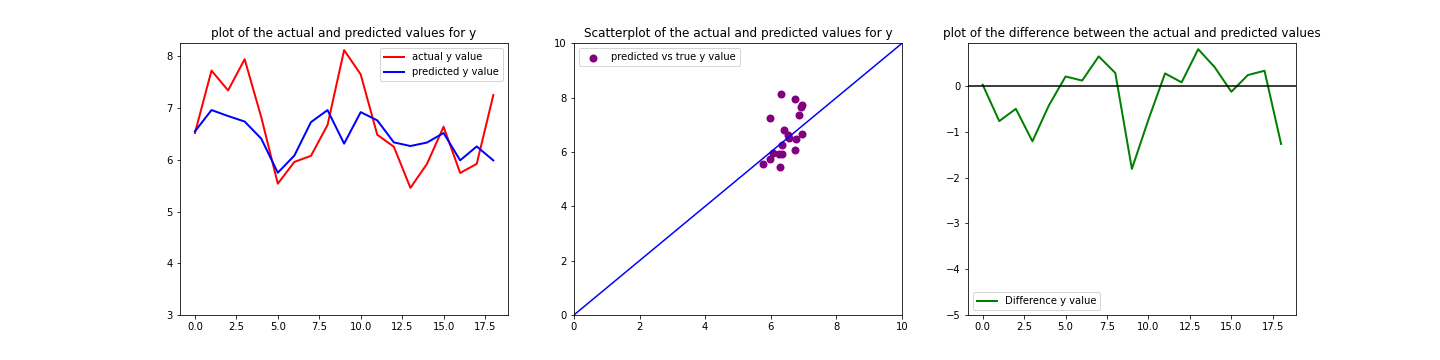 plot of the actual and predicted values for y
actual y value
predicted y value
8
7
6
5
4
3
0.0 2.5 5.0 7.5 10.0 12.5 15.0 17.5
Scatterplot of the actual and predicted values for y
predicted vs true y value
10
8
6
4
2
0
0 2 4 6 8 10
plot of the difference between the actual and predicted values
0
−1
−2
−3
−4
−5
Difference y value
0.0 2.5 5.0 7.5 10.0 12.5 15.0 17.5